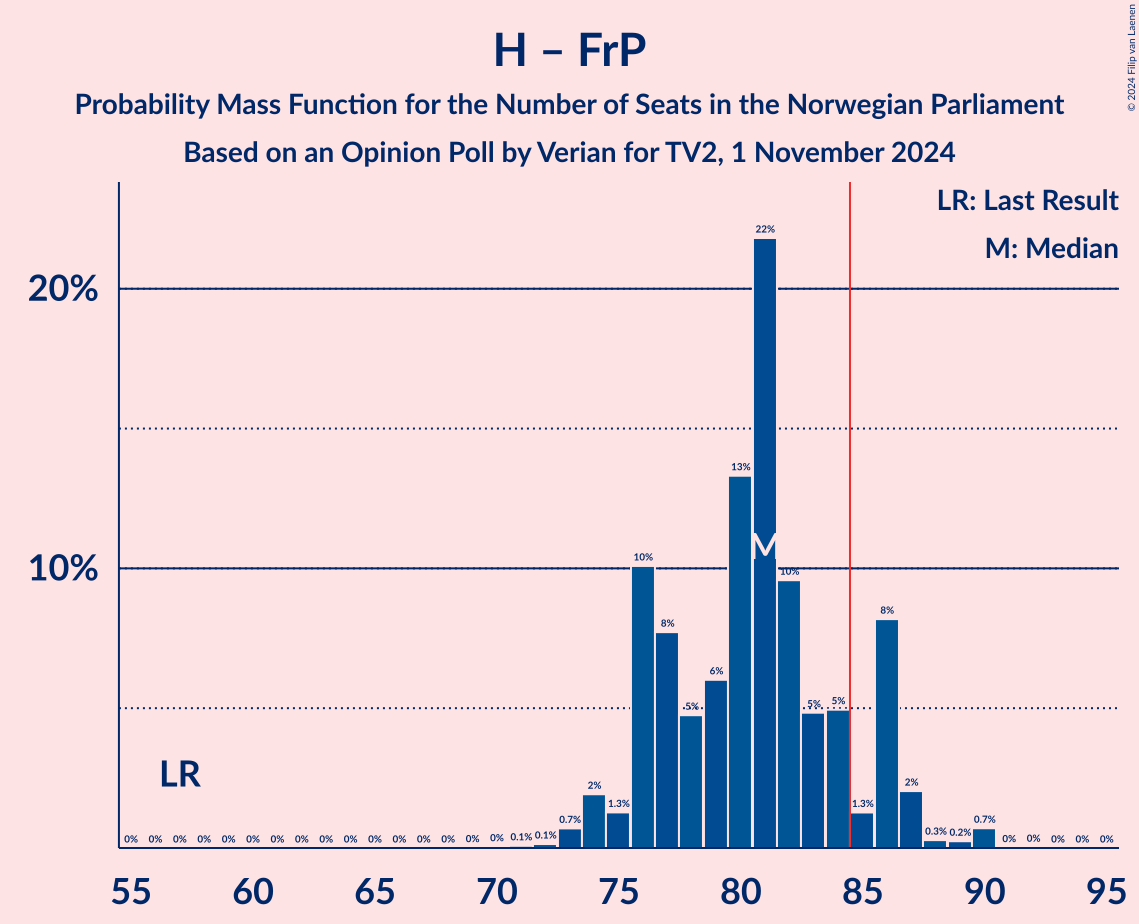 H – FrP
Probability Mass Function for the Number of Seats in the Norwegian Parliament
Based on an Opinion Poll by Verian for TV2, 1 November 2024
© 2024 Filip van Laenen
LR: Last Result
M: Median
20%
10%
22%
13%
10%
10%
8%
8%
6%
5%
5%
5%
2%
1.3%
0.7%
1.3%
2%
0.3%
0.2%
0.7%
M
LR
0% 0% 0% 0% 0% 0% 0% 0% 0% 0% 0% 0% 0% 0% 0% 0% 0.1% 0.1% 0% 0% 0% 0% 0%
55 60 65 70 75 80 85 90 95